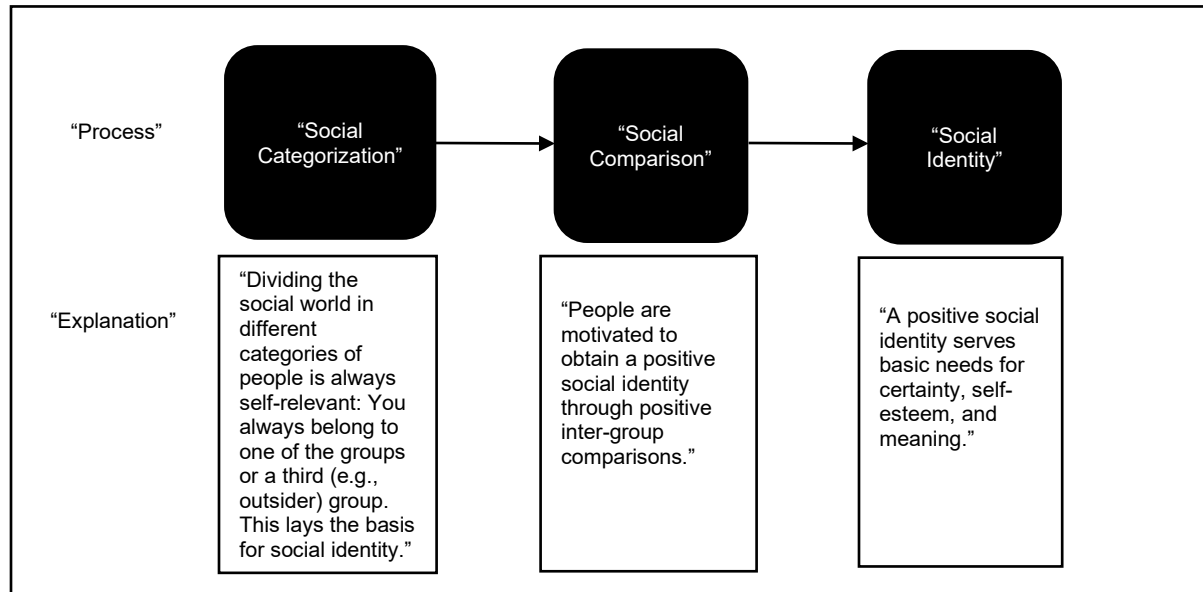 “Process”
“Social
Categorization”
“Social
Comparison”
“Social
Identity”
“Explanation”
“Dividing the
social world in
different
categories of
people is always
self-relevant: You
always belong to
one of the groups
or a third (e.g.,
outsider) group.
This lays the basis
for social identity.”
“People are
motivated to
obtain a positive
social identity
through positive
inter-group
comparisons.”
“A positive social
identity serves
basic needs for
certainty, self-
esteem, and
meaning.”